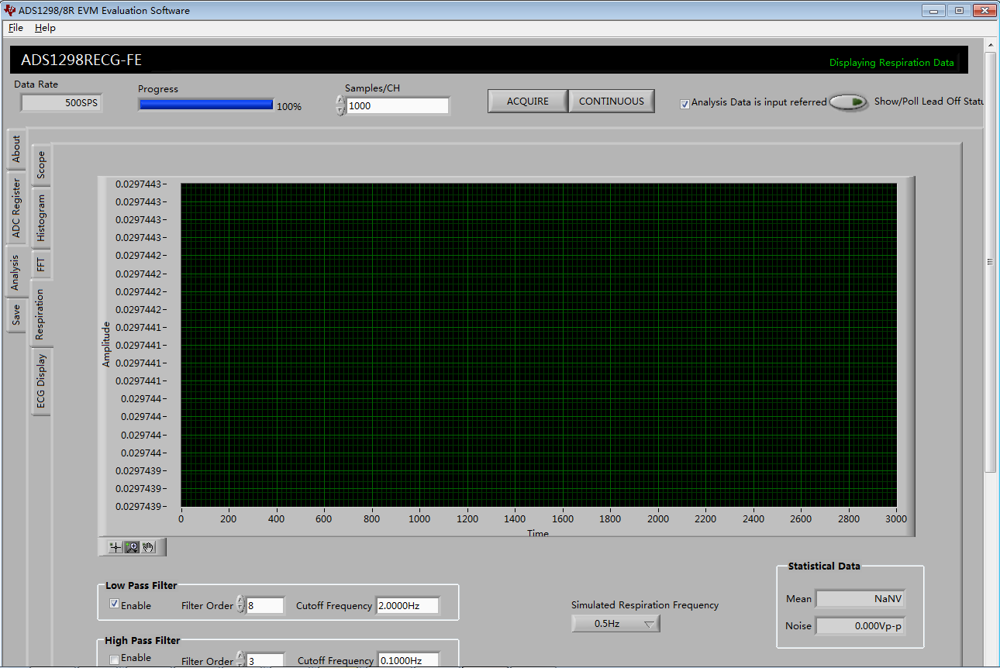 ADS1298/8R EVM Evaluation Software
File Help
ADS1298RECG-FE
Displaying Respiration Data
Data Rate
500SPS
Progress
100%
Samples/CH
1000
ACQUIRE
CONTINUOUS
Analysis Data is input referred
Show/Poll Lead Off Statu
About
ADC Register
Analysis
Save
Scope
Histogram
FFT
Respiration
ECG Display
Amplitude
0.0297443
0.0297443
0.0297443
0.0297443
0.0297442
0.0297442
0.0297442
0.0297442
0.0297441
0.0297441
0.0297441
0.0297441
0.029744
0.029744
0.029744
0.029744
0.0297439
0.0297439
0.0297439
0 200 400 600 800 1000 1200 1400 1600 1800 2000 2200 2400 2600 2800 3000
Time
Low Pass Filter
Enable
Filter Order 8
Cutoff Frequency 2.0000Hz
High Pass Filter
Enable
Filter Order 3
Cutoff Frequency 0.1000Hz
Simulated Respiration Frequency
0.5Hz
Statistical Data
Mean NaNV
Noise 0.000Vp-p